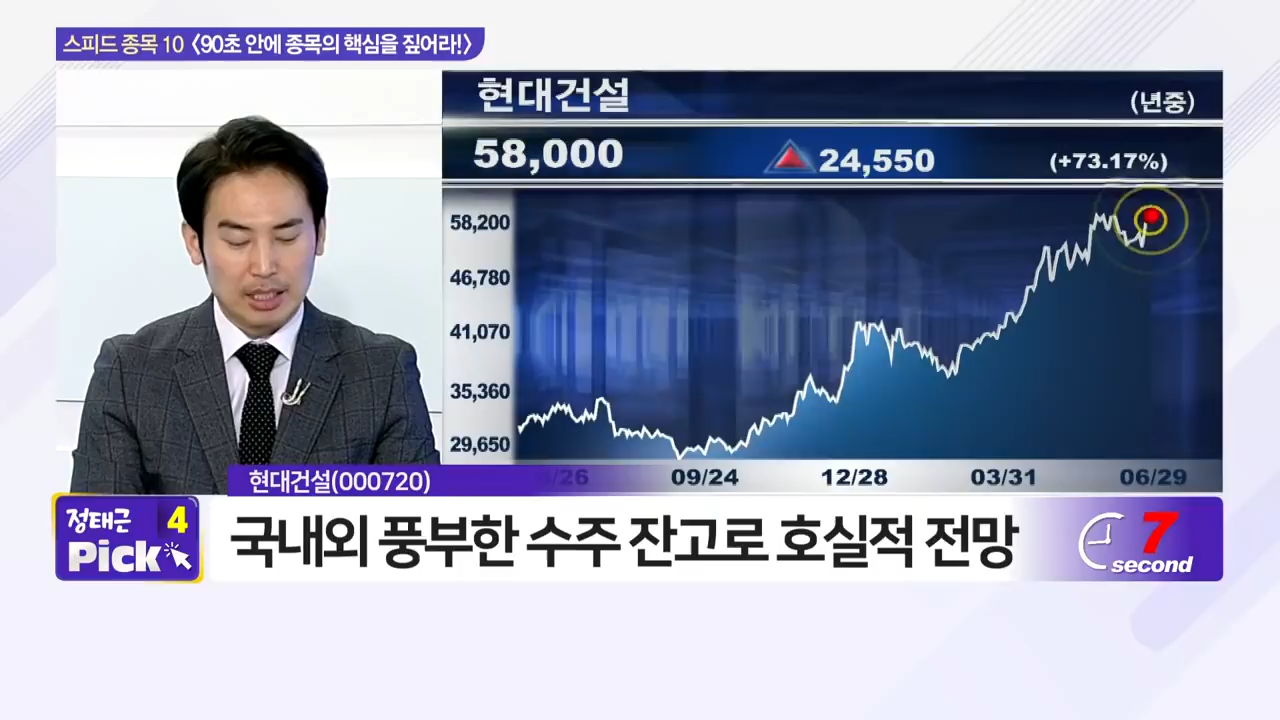 스피드 종목 10 〈90초 안에 종목의 핵심을 짚어라!〉
현대건설
(년중)
58,000
24,550
(+73.17%)
58,200
46,780
41,070
35,360
29,650
/26
09/24
12/28
03/31
06/29
현대건설(000720)
정태근
4
Pick
국내외 풍부한 수주 잔고로 호실적 전망
7
second